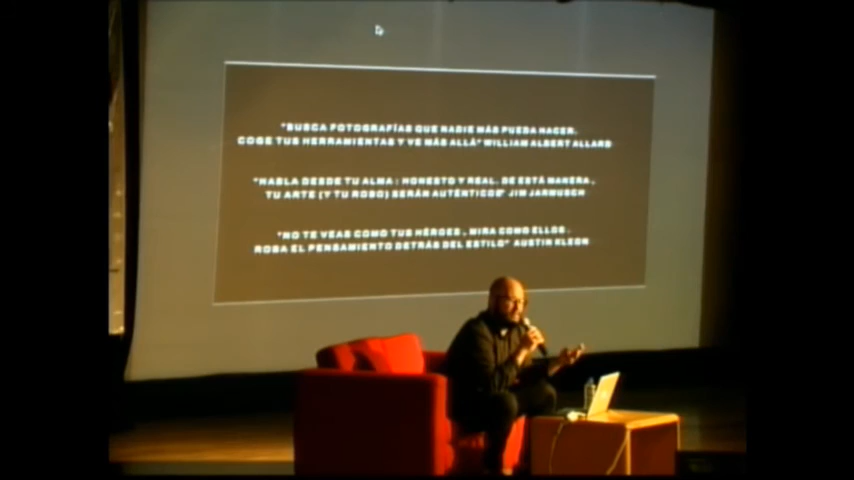 "BUSCA FOTOGRAFÍAS QUE NADIE MÁS PUEDA HACER.
COGE TUS HERRAMIENTAS Y VE MÁS ALLÁ" WILLIAM ALBERT ALLARD
"HABLA DESDE TU ALMA: HONESTO Y REAL. DE ESTÁ MANERA,
TU ARTE (Y TU ROBO) SERÁN AUTÉNTICOS" JIM JARMUSCH
"NO TE VEAS COMO TUS HÉROES, MIRA COMO ELLOS.
ROBA EL PENSAMIENTO DETRÁS DEL ESTILO" AUSTIN KLEON